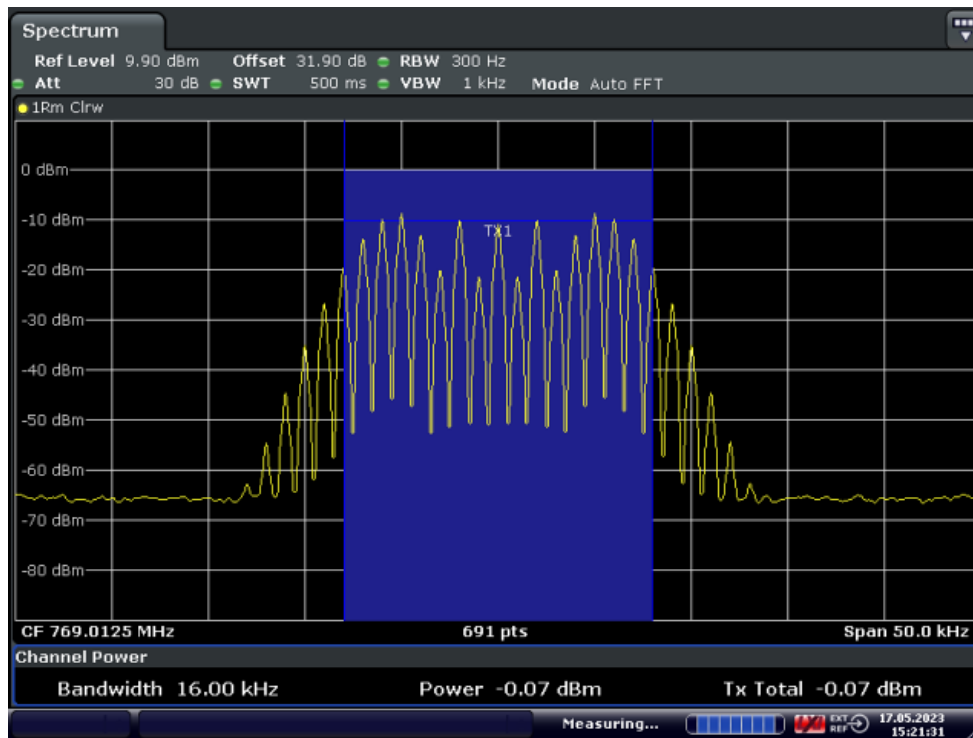 Spectrum
Ref Level 9.90 dBm Offset 31.90 dB RBW 300 Hz
Att 30 dB SWT 500 ms VBW 1 kHz Mode Auto FFT
1Rm Clrw
0 dBm
-10 dBm
TX1
-20 dBm
-30 dBm
-40 dBm
-50 dBm
-60 dBm
-70 dBm
-80 dBm
CF 769.0125 MHz 691 pts Span 50.0 kHz
Channel Power
Bandwidth 16.00 kHz Power -0.07 dBm Tx Total -0.07 dBm
Measuring... EXT REF 17.05.2023 15:21:31